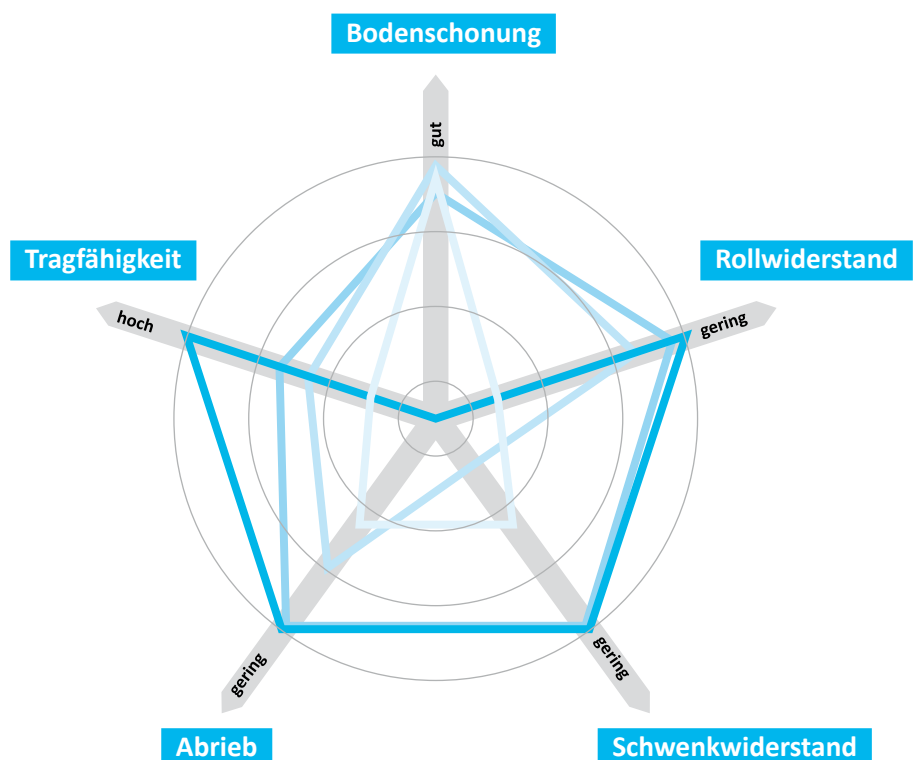 Bodenschonung
gut
Tragfähigkeit
Rollwiderstand
hoch
gering
gering
gering
Abrieb
Schwenkwiderstand